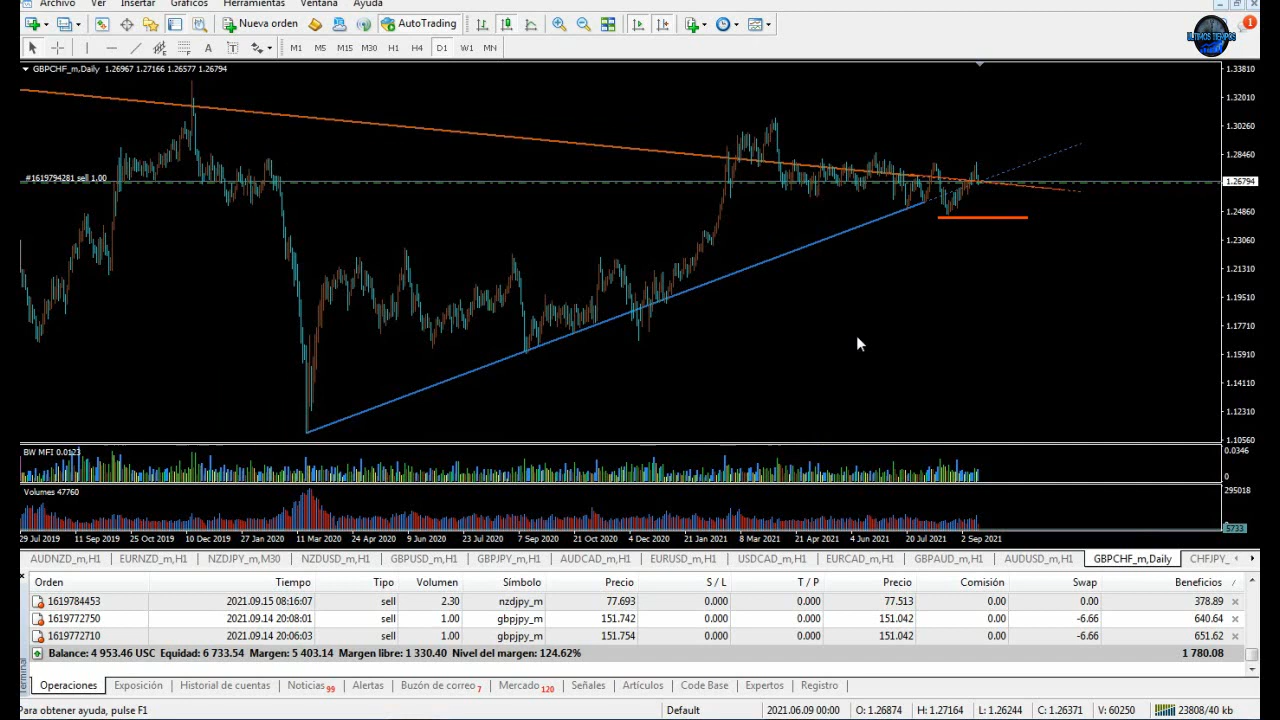 Archivo Ver Insertar Gráficos Herramientas Ventana Ayuda
Nueva orden AutoTrading 1
ULTIMOS TIEMPOS
A T M1 M5 M15 M30 H1 H4 D1 W1 MN
GBPCHF_m,Daily 1.26967 1.27166 1.26577 1.26794
#1619794281 sell 1.00
1.33810
1.32010
1.30260
1.28460
1.26794
1.24860
1.23060
1.21310
1.19510
1.17710
1.15910
1.14110
1.12310
1.10560
BW MFI 0.0123
0.0346
0
Volumes 47760
295018
5733
29 Jul 2019 11 Sep 2019 25 Oct 2019 10 Dec 2019 27 Jan 2020 11 Mar 2020 24 Apr 2020 9 Jun 2020 23 Jul 2020 7 Sep 2020 21 Oct 2020 4 Dec 2020 21 Jan 2021 8 Mar 2021 21 Apr 2021 4 Jun 2021 20 Jul 2021 2 Sep 2021
AUDNZD_m,H1 EURNZD_m,H1 NZDJPY_m,M30 NZDUSD_m,H1 GBPUSD_m,H1 GBPJPY_m,H1 AUDCAD_m,H1 EURUSD_m,H1 USDCAD_m,H1 EURCAD_m,H1 GBPAUD_m,H1 AUDUSD_m,H1 GBPCHF_m,Daily CHFJPY_
Orden Tiempo Tipo Volumen Símbolo Precio S / L T / P Precio Comisión Swap Beneficios /
1619784453 2021.09.15 08:16:07 sell 2.30 nzdjpy_m 77.693 0.000 0.000 77.513 0.00 0.00 378.89
1619772750 2021.09.14 20:08:01 sell 1.00 gbpjpy_m 151.742 0.000 0.000 151.042 0.00 -6.66 640.64
1619772710 2021.09.14 20:06:03 sell 1.00 gbpjpy_m 151.754 0.000 0.000 151.042 0.00 -6.66 651.62
Balance: 4 953.46 USC Equidad: 6 733.54 Margen: 5 403.14 Margen libre: 1 330.40 Nivel del margen: 124.62% 1 780.08
Terminal
Operaciones Exposición Historial de cuentas Noticias 99 Alertas Buzón de correo 7 Mercado 120 Señales Artículos Code Base Expertos Registro
Para obtener ayuda, pulse F1 Default 2021.06.09 00:00 O: 1.26874 H: 1.27164 L: 1.26244 C: 1.26371 V: 60250 23808/40 kb